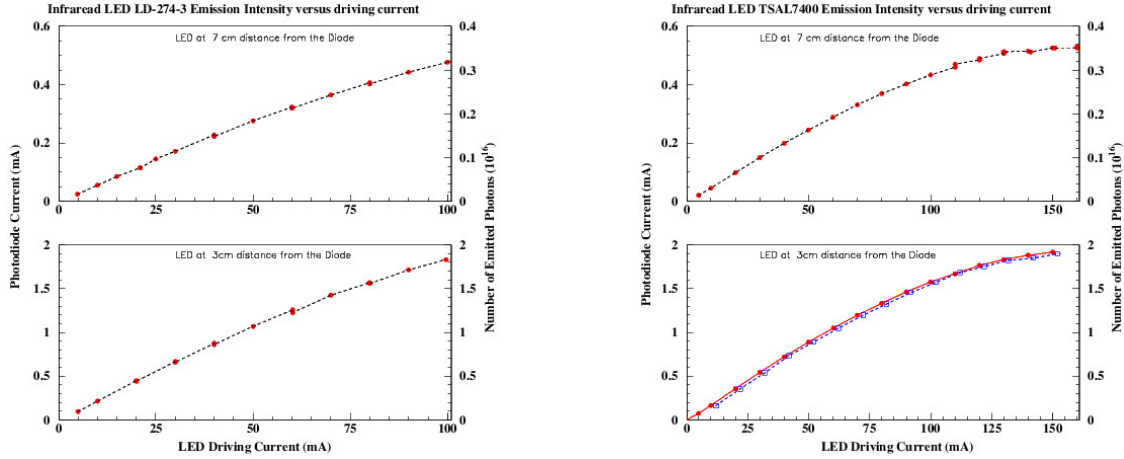 Infraread LED LD-274-3 Emission Intensity versus driving current
LED at 7 cm distance from the Diode
0.6
0.4
0.2
0
0.4
0.3
0.2
0.1
0
0 25 50 75 100
LED at 3cm distance from the Diode
2
1.5
1
0.5
0
2
1.5
1
0.5
0
0 25 50 75 100
LED Driving Current (mA)
Photodiode Current (mA)
Number of Emitted Photons (10^16)
Infraread LED TSAL7400 Emission Intensity versus driving current
LED at 7 cm distance from the Diode
0.6
0.4
0.2
0
0.4
0.3
0.2
0.1
0
0 50 100 150
LED at 3cm distance from the Diode
2
1.5
1
0.5
0
2
1.5
1
0.5
0
0 25 50 75 100 125 150
LED Driving Current (mA)
Photodiode Current (mA)
Number of Emitted Photons (10^16)